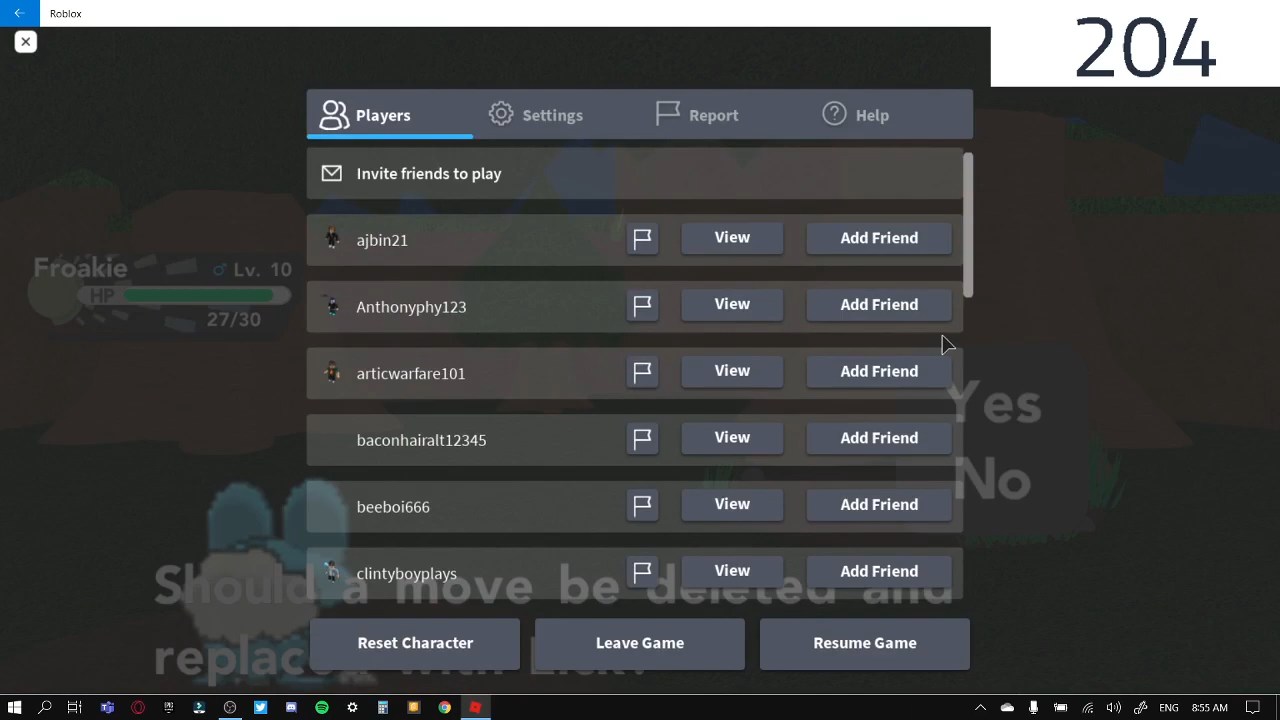 Roblox
204
Players Settings Report Help
Invite friends to play
ajbin21 View Add Friend
Froakie ♂ Lv. 10
HP
27/30
Anthonyphy123 View Add Friend
articwarfare101 View Add Friend
Yes
baconhairalt12345 View Add Friend
No
beeboi666 View Add Friend
clintyboyplays View Add Friend
Should a move be deleted and
replaced with Lick?
Reset Character Leave Game Resume Game
ENG 8:55 AM